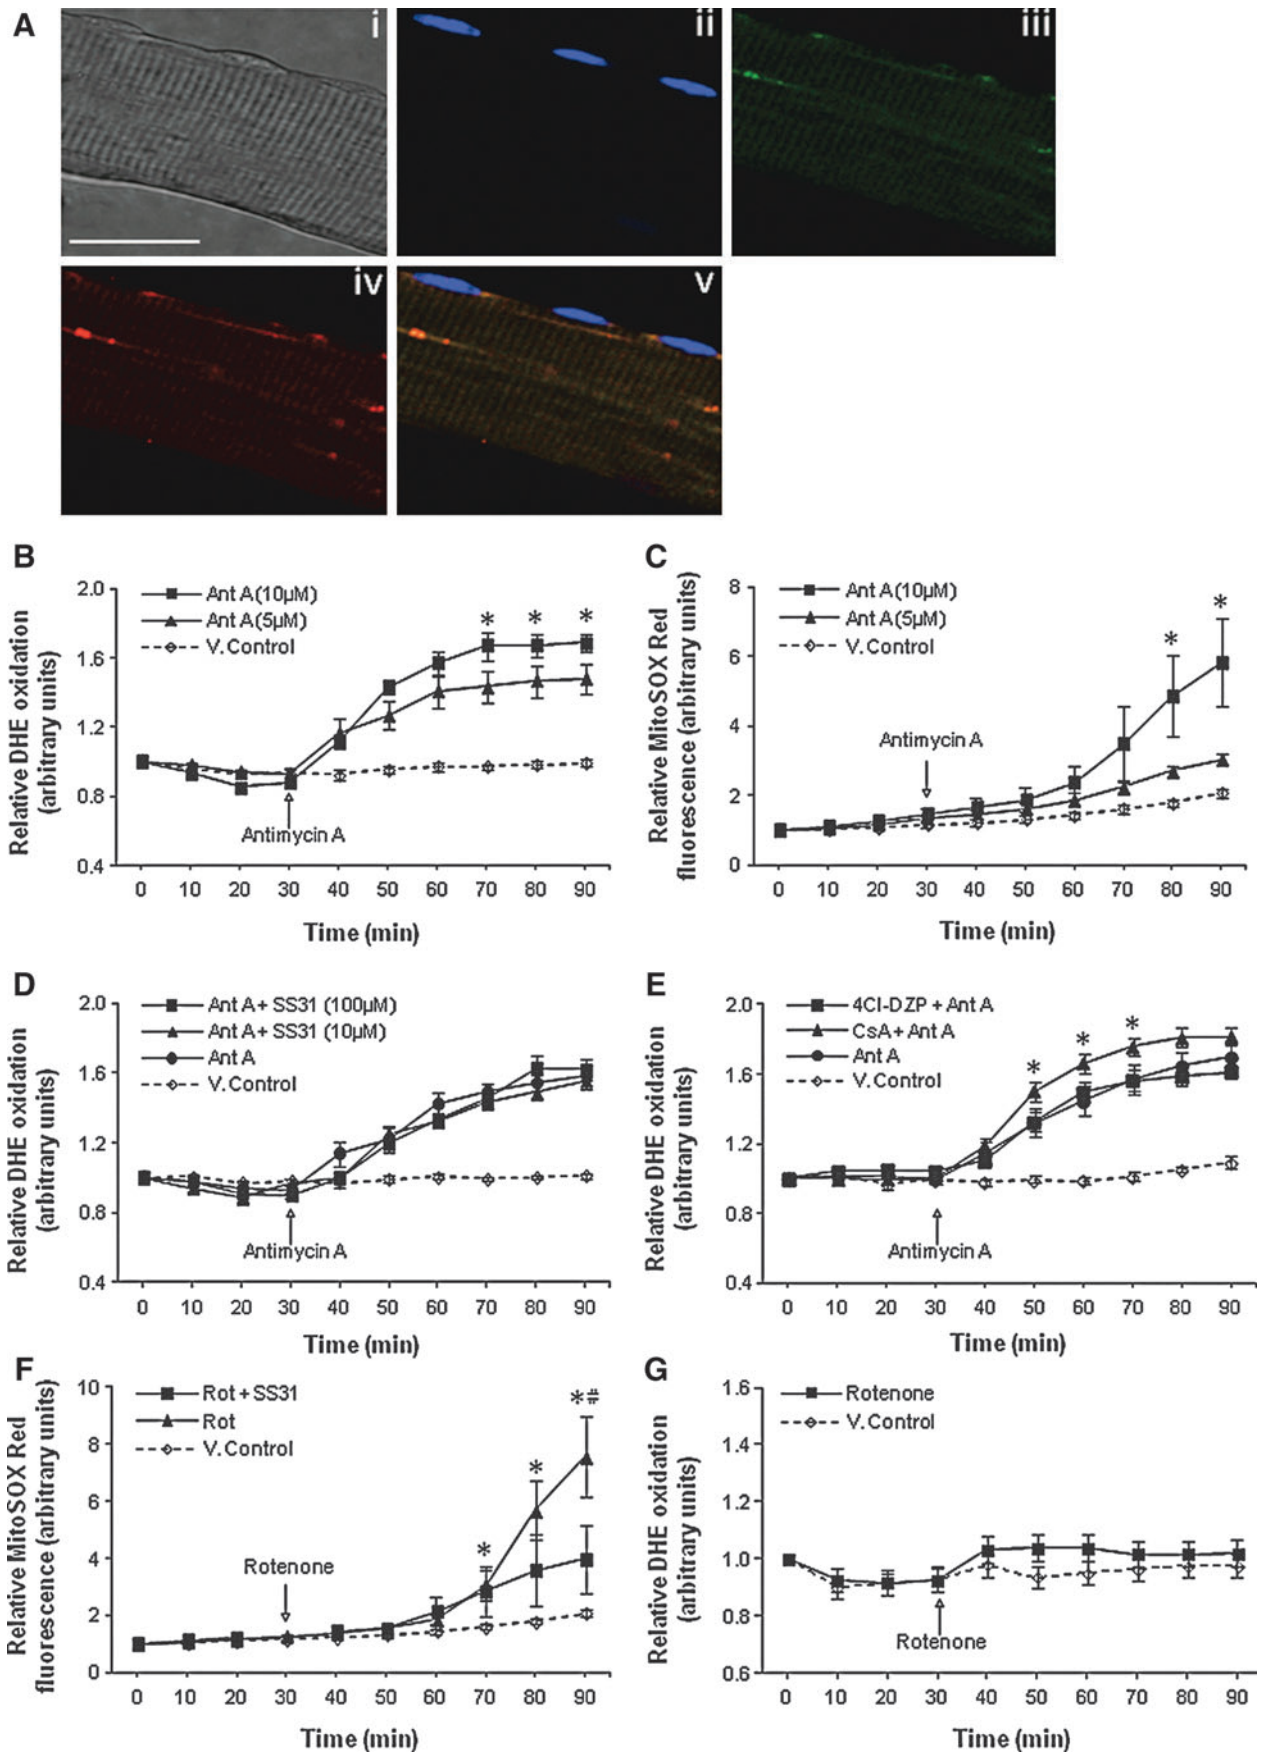 A
i
ii
iii
iv
v
B
2.0
1.6
1.2
0.8
0.4
Relative DHE oxidation
(arbitrary units)
Ant A (10μM)
Ant A (5μM)
V. Control
* * *
Antimycin A
0 10 20 30 40 50 60 70 80 90
Time (min)
C
8
6
4
2
0
Relative MitoSOX Red
fluorescence (arbitrary units)
Ant A (10μM)
Ant A (5μM)
V. Control
* *
Antimycin A
0 10 20 30 40 50 60 70 80 90
Time (min)
D
2.0
1.6
1.2
0.8
0.4
Relative DHE oxidation
(arbitrary units)
Ant A + SS31 (100μM)
Ant A + SS31 (10μM)
Ant A
V. Control
Antimycin A
0 10 20 30 40 50 60 70 80 90
Time (min)
E
2.0
1.6
1.2
0.8
0.4
Relative DHE oxidation
(arbitrary units)
4Cl-DZP + Ant A
CsA + Ant A
Ant A
V. Control
* * *
Antimycin A
0 10 20 30 40 50 60 70 80 90
Time (min)
F
10
8
6
4
2
0
Relative MitoSOX Red
fluorescence (arbitrary units)
Rot + SS31
Rot
V. Control
* * *#
Rotenone
0 10 20 30 40 50 60 70 80 90
Time (min)
G
1.6
1.4
1.2
1.0
0.8
0.6
Relative DHE oxidation
(arbitrary units)
Rotenone
V. Control
Rotenone
0 10 20 30 40 50 60 70 80 90
Time (min)